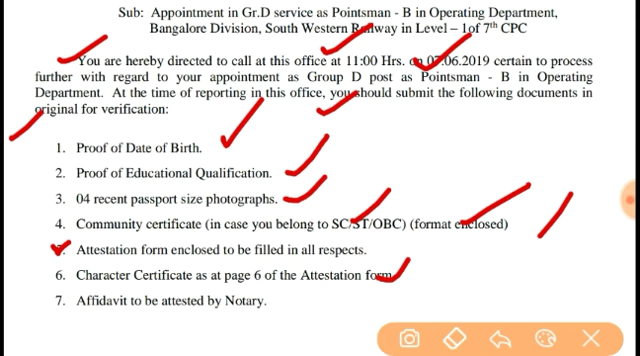 Sub: Appointment in Gr.D service as Pointsman - B in Operating Department,
Bangalore Division, South Western Railway in Level – 1of 7th CPC
You are hereby directed to call at this office at 11:00 Hrs. on 07.06.2019 certain to process
further with regard to your appointment as Group D post as Pointsman - B in Operating
Department. At the time of reporting in this office, you should submit the following documents in
original for verification:
1. Proof of Date of Birth.
2. Proof of Educational Qualification.
3. 04 recent passport size photographs.
4. Community certificate (in case you belong to SC/ST/OBC) (format enclosed)
Attestation form enclosed to be filled in all respects.
6. Character Certificate as at page 6 of the Attestation form
7. Affidavit to be attested by Notary.